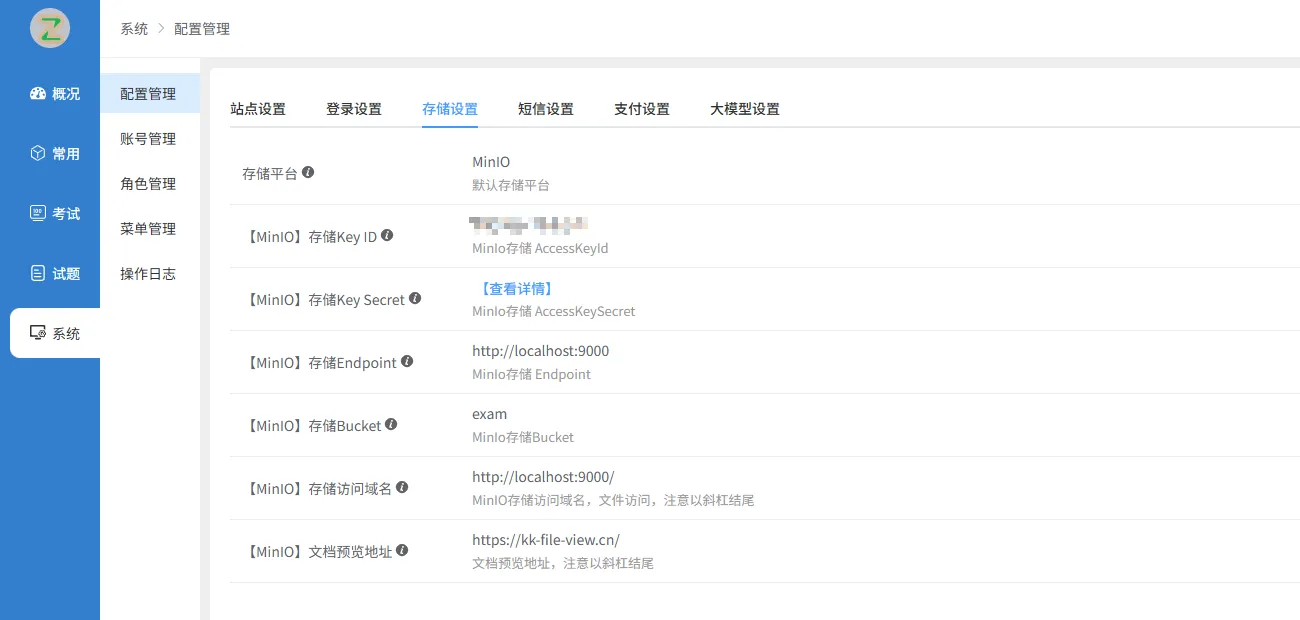 系统 > 配置管理
概况
常用
考试
试题
系统
配置管理
账号管理
角色管理
菜单管理
操作日志
站点设置 登录设置 存储设置 短信设置 支付设置 大模型设置
存储平台
MinIO
默认存储平台
【MinIO】存储Key ID
MinIo存储 AccessKeyId
【MinIO】存储Key Secret
【查看详情】
MinIo存储 AccessKeySecret
【MinIO】存储Endpoint
http://localhost:9000
MinIo存储 Endpoint
【MinIO】存储Bucket
exam
MinIo存储Bucket
【MinIO】存储访问域名
http://localhost:9000/
MinIO存储访问域名，文件访问，注意以斜杠结尾
【MinIO】文档预览地址
https://kk-file-view.cn/
文档预览地址，注意以斜杠结尾